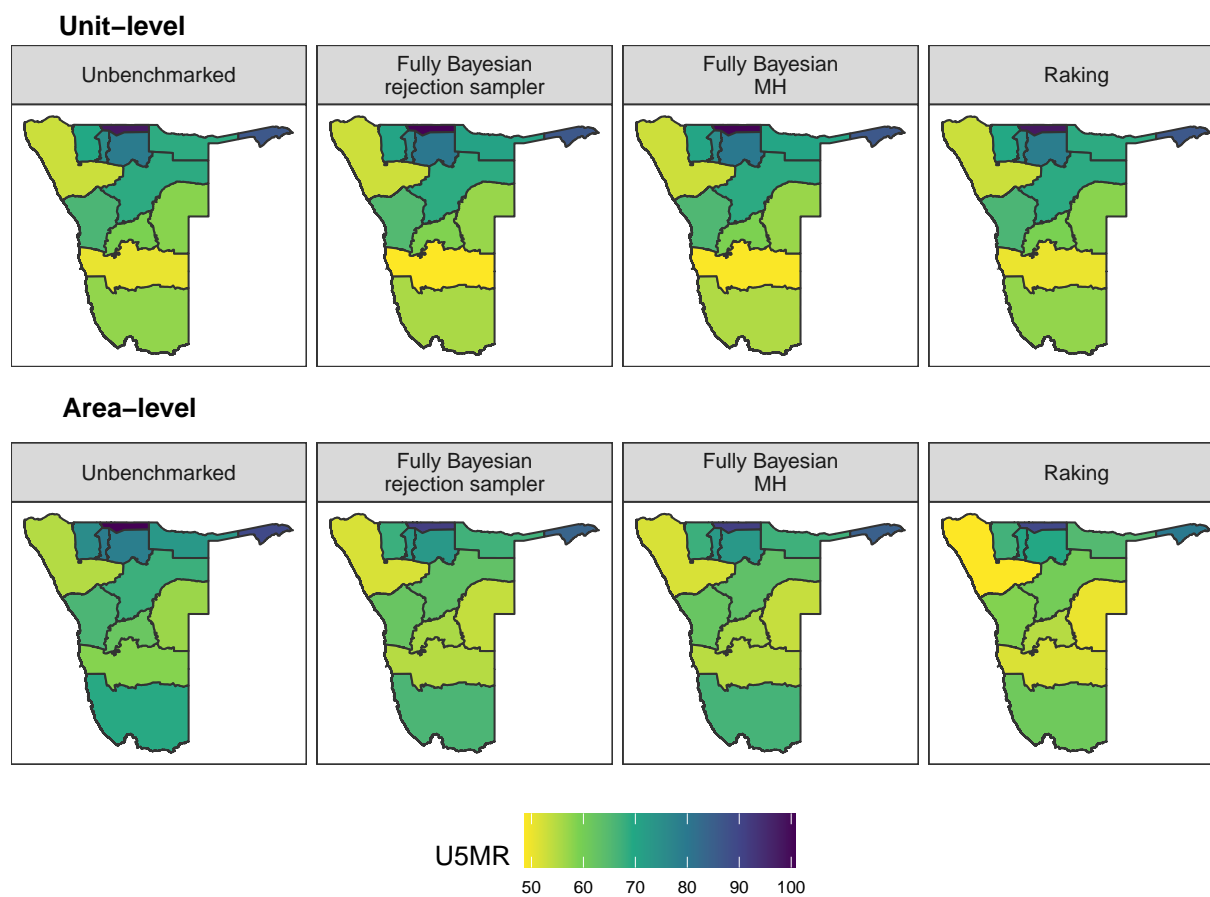 Unit−level
Unbenchmarked
Fully Bayesian
rejection sampler
Fully Bayesian
MH
Raking
Area−level
Unbenchmarked
Fully Bayesian
rejection sampler
Fully Bayesian
MH
Raking
U5MR
50 60 70 80 90 100